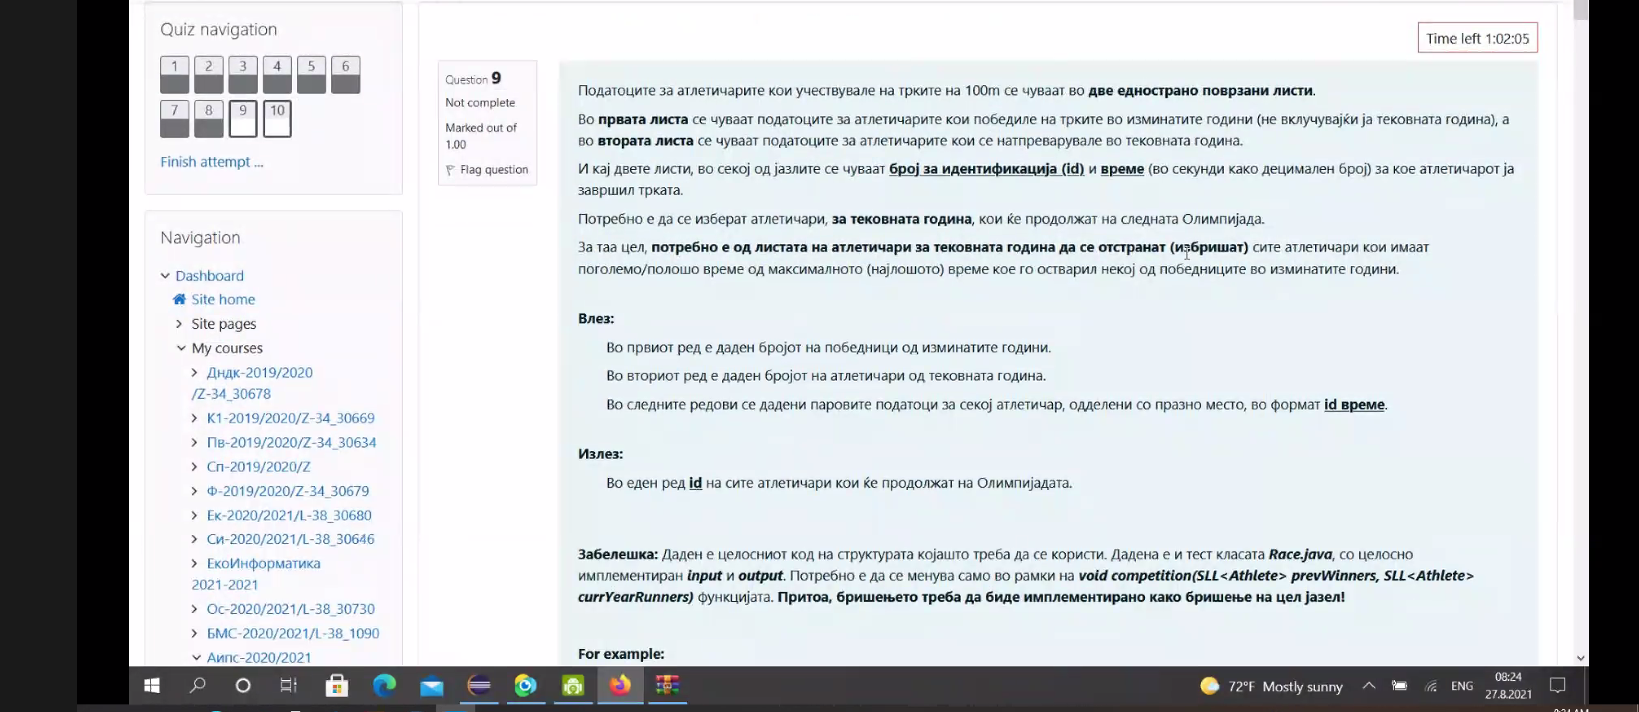 Quiz navigation
1 2 3 4 5 6
7 8 9 10
Finish attempt ...
Navigation
Dashboard
Site home
Site pages
My courses
Дндк-2019/2020
/Z-34_30678
К1-2019/2020/Z-34_30669
Пв-2019/2020/Z-34_30634
Сп-2019/2020/Z
Ф-2019/2020/Z-34_30679
Ек-2020/2021/L-38_30680
Си-2020/2021/L-38_30646
ЕкоИнформатика
2021-2021
Ос-2020/2021/L-38_30730
БМС-2020/2021/L-38_1090
Аипс-2020/2021
Time left 1:02:05
Question 9
Not complete
Marked out of
1.00
Flag question
Податоците за атлетичарите кои учествувале на трките на 100m се чуваат во две еднострано поврзани листи.
Во првата листа се чуваат податоците за атлетичарите кои победиле на трките во изминатите години (не вклучувајќи ја тековната година), а
во втората листа се чуваат податоците за атлетичарите кои се натпреварувале во тековната година.
И кај двете листи, во секој од јазлите се чуваат број за идентификација (id) и време (во секунди како децимален број) за кое атлетичарот ја
завршил трката.
Потребно е да се изберат атлетичари, за тековната година, кои ќе продолжат на следната Олимпијада.
За таа цел, потребно е од листата на атлетичари за тековната година да се отстранат (избришат) сите атлетичари кои имаат
поголемо/полошо време од максималното (најлошото) време кое го остварил некој од победниците во изминатите години.
Влез:
Во првиот ред е даден бројот на победници од изминатите години.
Во вториот ред е даден бројот на атлетичари од тековната година.
Во следните редови се дадени паровите податоци за секој атлетичар, одделени со празно место, во формат id време.
Излез:
Во еден ред id на сите атлетичари кои ќе продолжат на Олимпијадата.
Забелешка: Даден е целосниот код на структурата којашто треба да се користи. Дадена е и тест класата Race.java, со целосно
имплементиран input и output. Потребно е да се менува само во рамки на void competition(SLL<Athlete> prevWinners, SLL<Athlete>
currYearRunners) функцијата. Притоа, бришењето треба да биде имплементирано како бришење на цел јазел!
For example:
72°F Mostly sunny
ENG
08:24
27.8.2021